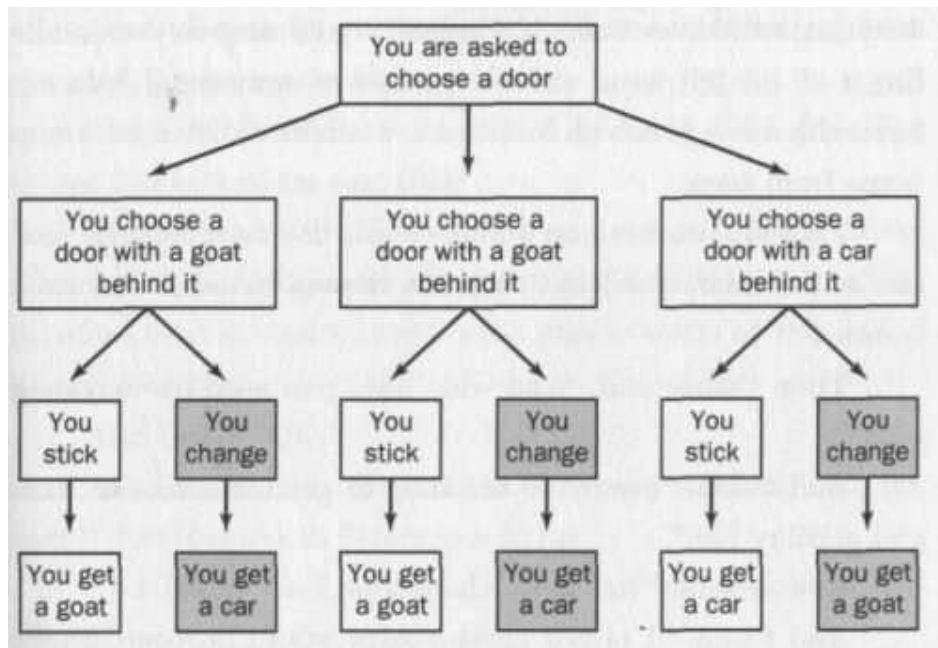 You are asked to
choose a door
You choose a
door with a goat
behind it
You choose a
door with a goat
behind it
You choose a
door with a car
behind it
You
stick
You
change
You
stick
You
change
You
stick
You
change
You get
a goat
You get
a car
You get
a goat
You get
a car
You get
a car
You get
a goat